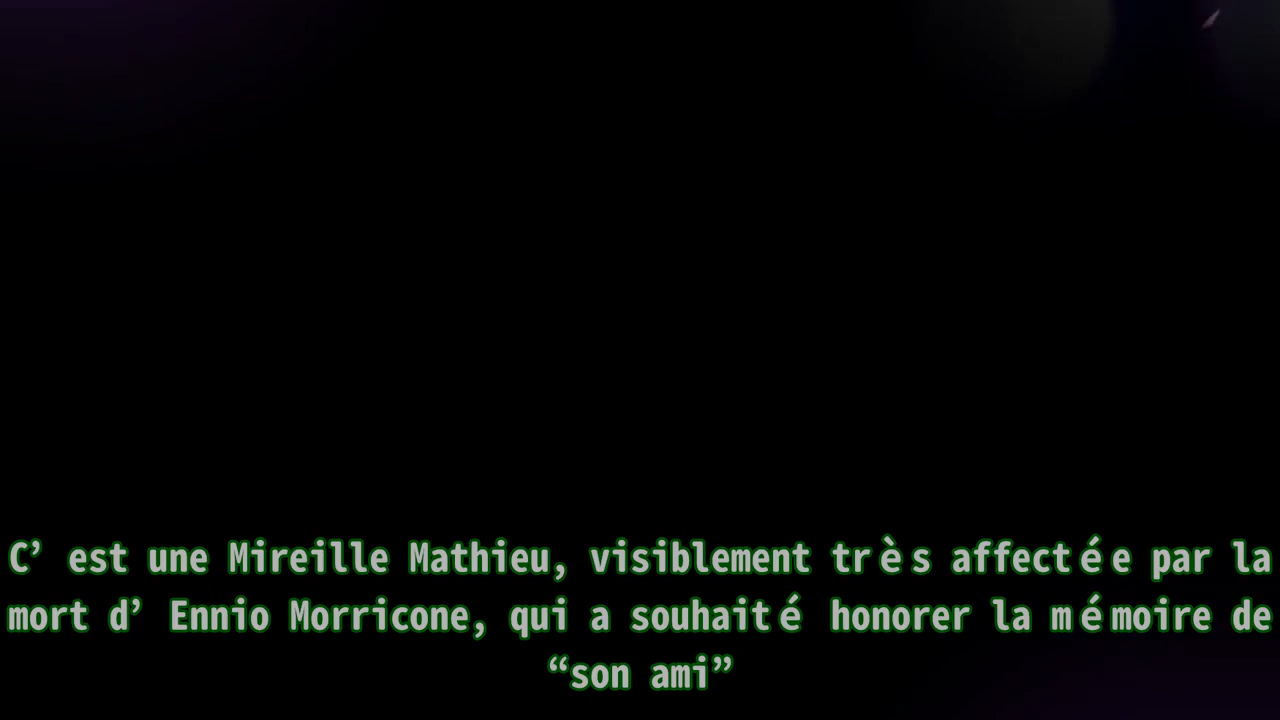 C’ est une Mireille Mathieu, visiblement très affectée par la
mort d’ Ennio Morricone, qui a souhaité honorer la mémoire de
“son ami”